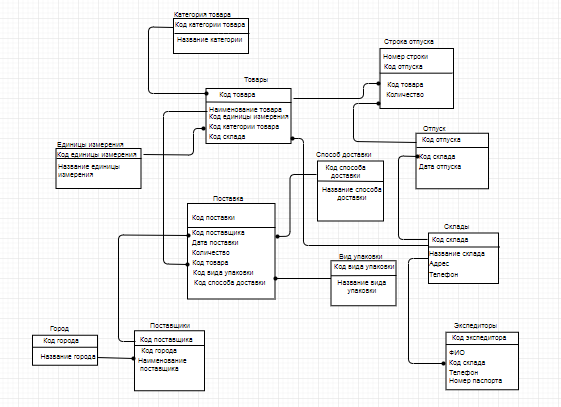 Категория товара
Код категории товара
Название категории
Строка отпуска
Номер строки
Код отпуска
Код товара
Количество
Товары
Код товара
Наименование товара
Код единицы измерения
Код категории товара
Код склада
Отпуск
Код отпуска
Код склада
Дата отпуска
Единицы измерения
Код единицы измерения
Название единицы
измерения
Способ доставки
Код способа
доставки
Название способа
доставки
Поставка
Код поставки
Код поставщика
Дата поставки
Количество
Код товара
Код вида упаковки
Код способа доставки
Склады
Код склада
Название склада
Адрес
Телефон
Вид упаковки
Код вида упаковки
Название вида
упаковки
Город
Код города
Название города
Поставщики
Код поставщика
Код города
Наименование
поставщика
Экспедиторы
Код экспедитора
ФИО
Код склада
Телефон
Номер паспорта